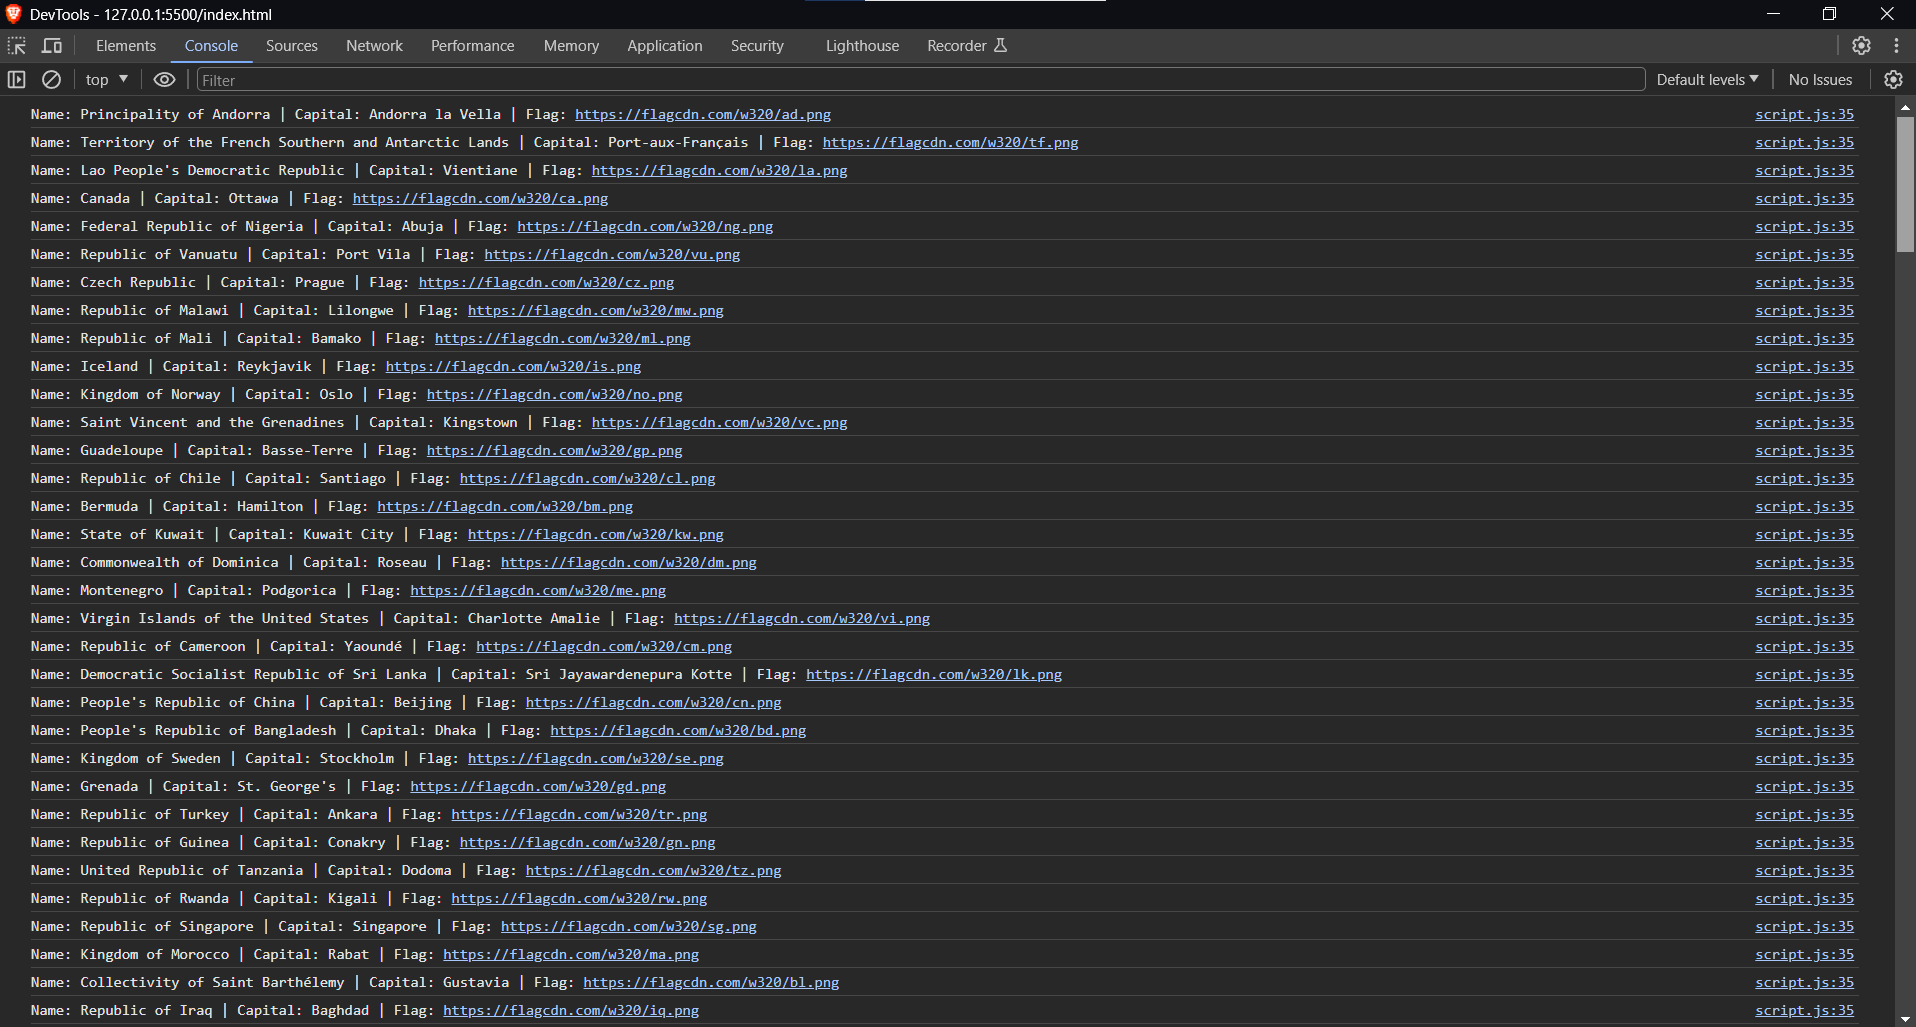 DevTools - 127.0.0.1:5500/index.html
Elements Console Sources Network Performance Memory Application Security Lighthouse Recorder
top Filter Default levels No Issues
Name: Principality of Andorra | Capital: Andorra la Vella | Flag: https://flagcdn.com/w320/ad.png script.js:35
Name: Territory of the French Southern and Antarctic Lands | Capital: Port-aux-Français | Flag: https://flagcdn.com/w320/tf.png script.js:35
Name: Lao People's Democratic Republic | Capital: Vientiane | Flag: https://flagcdn.com/w320/la.png script.js:35
Name: Canada | Capital: Ottawa | Flag: https://flagcdn.com/w320/ca.png script.js:35
Name: Federal Republic of Nigeria | Capital: Abuja | Flag: https://flagcdn.com/w320/ng.png script.js:35
Name: Republic of Vanuatu | Capital: Port Vila | Flag: https://flagcdn.com/w320/vu.png script.js:35
Name: Czech Republic | Capital: Prague | Flag: https://flagcdn.com/w320/cz.png script.js:35
Name: Republic of Malawi | Capital: Lilongwe | Flag: https://flagcdn.com/w320/mw.png script.js:35
Name: Republic of Mali | Capital: Bamako | Flag: https://flagcdn.com/w320/ml.png script.js:35
Name: Iceland | Capital: Reykjavik | Flag: https://flagcdn.com/w320/is.png script.js:35
Name: Kingdom of Norway | Capital: Oslo | Flag: https://flagcdn.com/w320/no.png script.js:35
Name: Saint Vincent and the Grenadines | Capital: Kingstown | Flag: https://flagcdn.com/w320/vc.png script.js:35
Name: Guadeloupe | Capital: Basse-Terre | Flag: https://flagcdn.com/w320/gp.png script.js:35
Name: Republic of Chile | Capital: Santiago | Flag: https://flagcdn.com/w320/cl.png script.js:35
Name: Bermuda | Capital: Hamilton | Flag: https://flagcdn.com/w320/bm.png script.js:35
Name: State of Kuwait | Capital: Kuwait City | Flag: https://flagcdn.com/w320/kw.png script.js:35
Name: Commonwealth of Dominica | Capital: Roseau | Flag: https://flagcdn.com/w320/dm.png script.js:35
Name: Montenegro | Capital: Podgorica | Flag: https://flagcdn.com/w320/me.png script.js:35
Name: Virgin Islands of the United States | Capital: Charlotte Amalie | Flag: https://flagcdn.com/w320/vi.png script.js:35
Name: Republic of Cameroon | Capital: Yaoundé | Flag: https://flagcdn.com/w320/cm.png script.js:35
Name: Democratic Socialist Republic of Sri Lanka | Capital: Sri Jayawardenepura Kotte | Flag: https://flagcdn.com/w320/lk.png script.js:35
Name: People's Republic of China | Capital: Beijing | Flag: https://flagcdn.com/w320/cn.png script.js:35
Name: People's Republic of Bangladesh | Capital: Dhaka | Flag: https://flagcdn.com/w320/bd.png script.js:35
Name: Kingdom of Sweden | Capital: Stockholm | Flag: https://flagcdn.com/w320/se.png script.js:35
Name: Grenada | Capital: St. George's | Flag: https://flagcdn.com/w320/gd.png script.js:35
Name: Republic of Turkey | Capital: Ankara | Flag: https://flagcdn.com/w320/tr.png script.js:35
Name: Republic of Guinea | Capital: Conakry | Flag: https://flagcdn.com/w320/gn.png script.js:35
Name: United Republic of Tanzania | Capital: Dodoma | Flag: https://flagcdn.com/w320/tz.png script.js:35
Name: Republic of Rwanda | Capital: Kigali | Flag: https://flagcdn.com/w320/rw.png script.js:35
Name: Republic of Singapore | Capital: Singapore | Flag: https://flagcdn.com/w320/sg.png script.js:35
Name: Kingdom of Morocco | Capital: Rabat | Flag: https://flagcdn.com/w320/ma.png script.js:35
Name: Collectivity of Saint Barthélemy | Capital: Gustavia | Flag: https://flagcdn.com/w320/bl.png script.js:35
Name: Republic of Iraq | Capital: Baghdad | Flag: https://flagcdn.com/w320/iq.png script.js:35